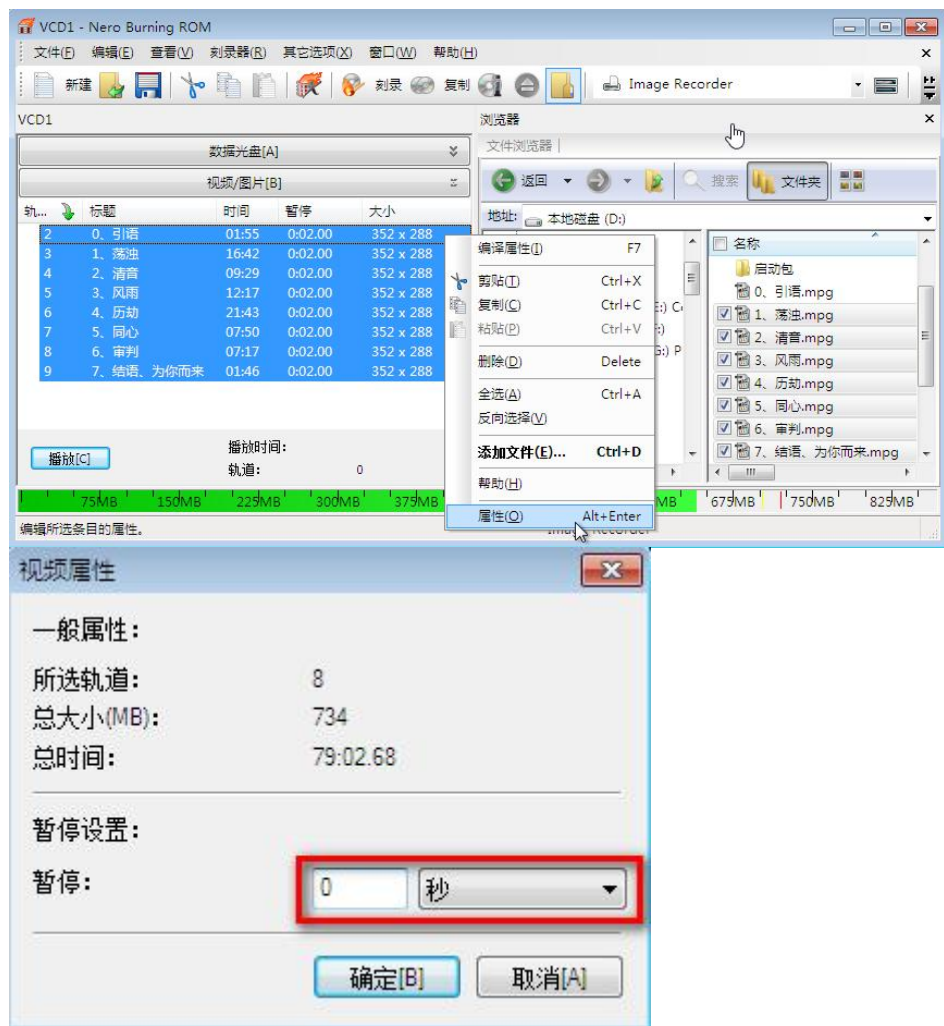 VCD1 - Nero Burning ROM
文件(F) 编辑(E) 查看(V) 刻录器(R) 其它选项(X) 窗口(W) 帮助(H)
新建 刻录 复制 Image Recorder
VCD1
数据光盘[A]
视频/图片[B]
轨... 标题 时间 暂停 大小
2 0、引语 01:55 0:02.00 352 x 288
3 1、荡浊 16:42 0:02.00 352 x 288
4 2、清音 09:29 0:02.00 352 x 288
5 3、风雨 12:17 0:02.00 352 x 288
6 4、历劫 21:43 0:02.00 352 x 288
7 5、同心 07:50 0:02.00 352 x 288
8 6、审判 07:17 0:02.00 352 x 288
9 7、结语、为你而来 01:46 0:02.00 352 x 288
播放[C]
播放时间:
轨道: 0
浏览器
文件浏览器
返回 搜索 文件夹
地址: 本地磁盘 (D:)
编译属性(I) F7
剪贴(T) Ctrl+X
复制(C) Ctrl+C
粘贴(P) Ctrl+V
删除(D) Delete
全选(A) Ctrl+A
反向选择(V)
添加文件(E)... Ctrl+D
帮助(H)
属性(O) Alt+Enter
名称
启动包
0、引语.mpg
1、荡浊.mpg
2、清音.mpg
3、风雨.mpg
4、历劫.mpg
5、同心.mpg
6、审判.mpg
7、结语、为你而来.mpg
75MB 150MB 225MB 300MB 375MB MB 675MB 750MB 825MB
编辑所选条目的属性。
视频属性
一般属性:
所选轨道: 8
总大小(MB): 734
总时间: 79:02.68
暂停设置:
暂停: 0 秒
确定[B] 取消[A]